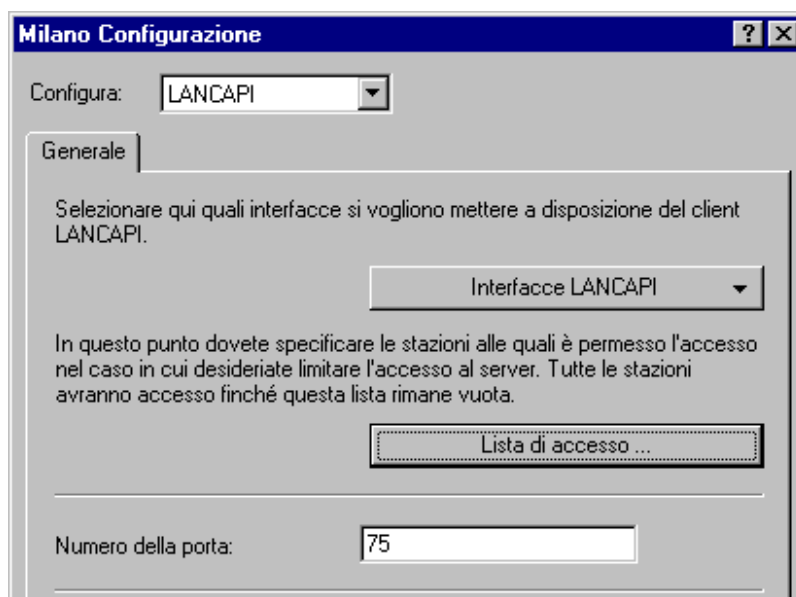 Milano Configurazione
Configura: LANCAPI
Generale
Selezionare qui quali interfacce si vogliono mettere a disposizione del client
LANCAPI.
Interfacce LANCAPI
In questo punto dovete specificare le stazioni alle quali è permesso l'accesso
nel caso in cui desideriate limitare l'accesso al server. Tutte le stazioni
avranno accesso finché questa lista rimane vuota.
Lista di accesso ...
Numero della porta: 75